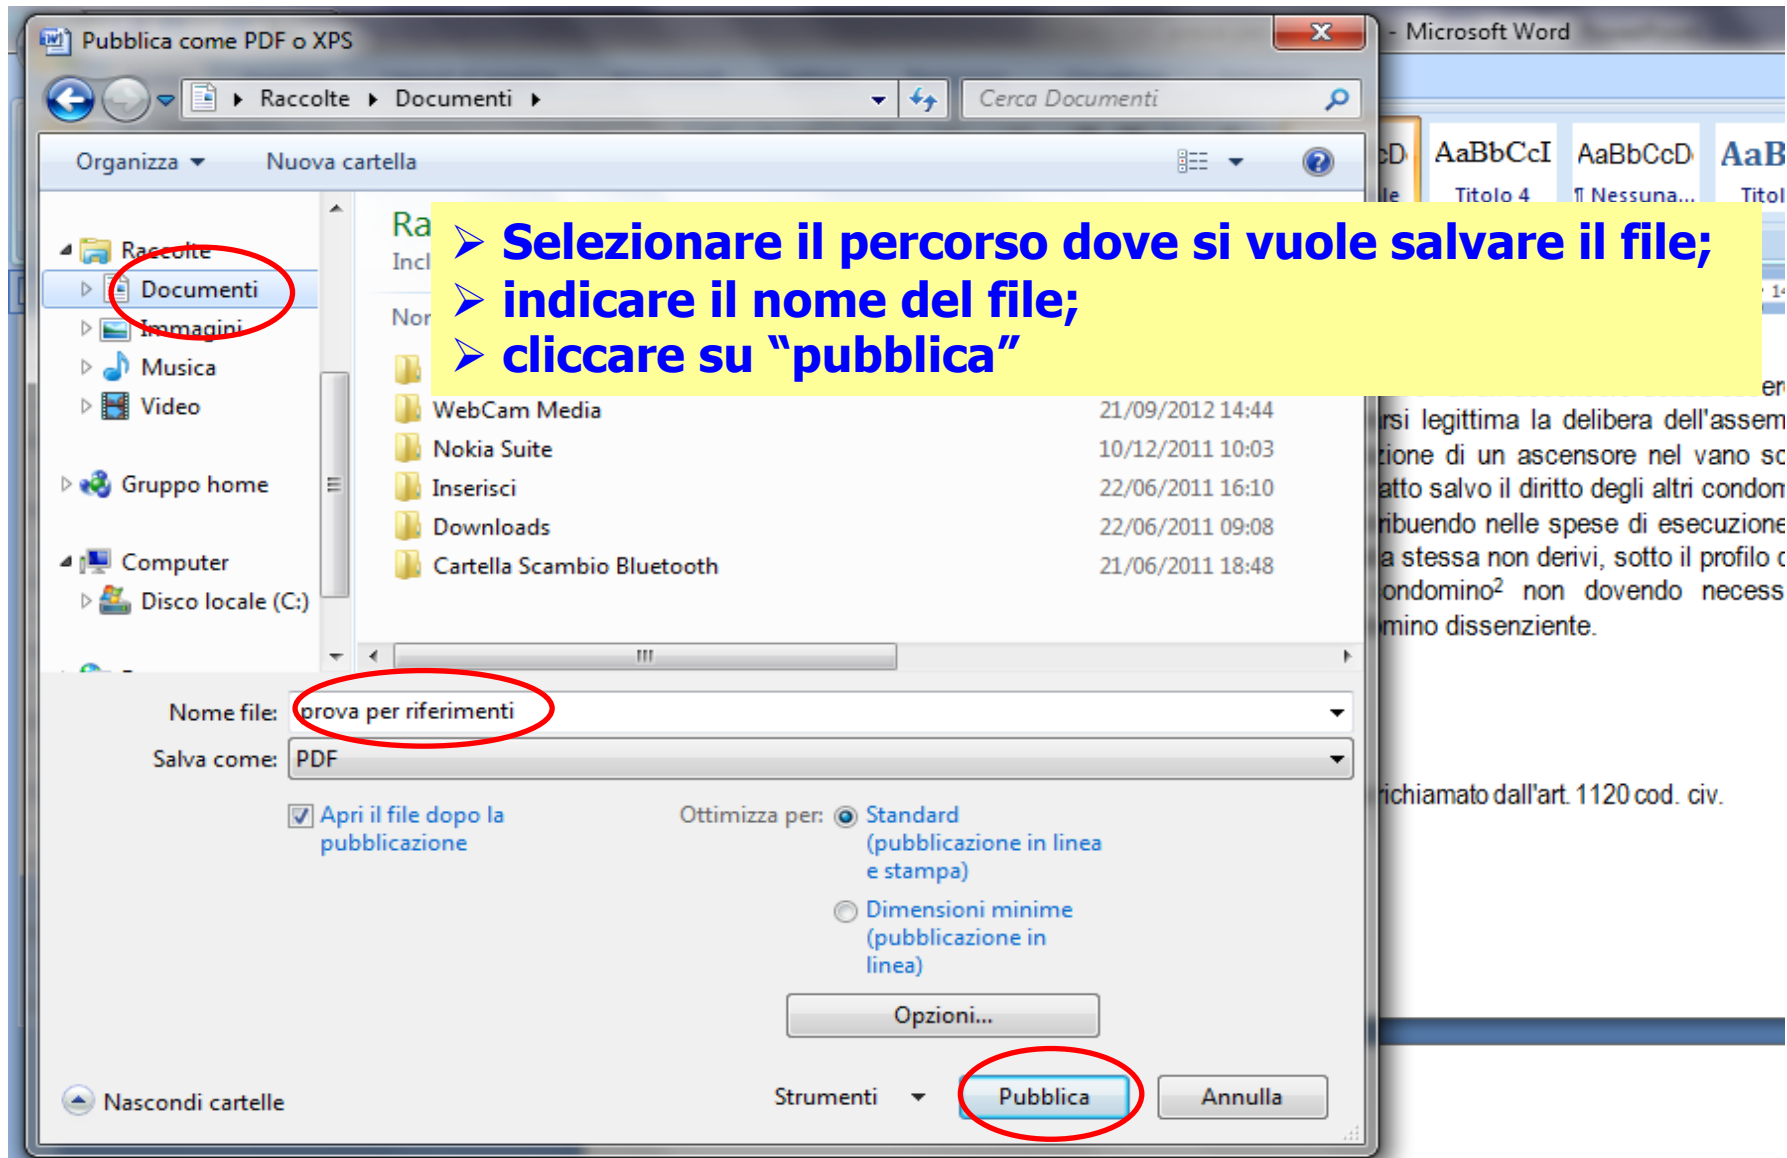 Pubblica come PDF o XPS
- Microsoft Word
Raccolte
Documenti
Cerca Documenti
Organizza
Nuova cartella
AaBbCcI
AaBbCcD
AaB
Titolo 4
¶ Nessuna...
Titol
Raccolte
Documenti
Immagini
Musica
Video
Gruppo home
Computer
Disco locale (C:)
Ra
Incl
Nor
➢ Selezionare il percorso dove si vuole salvare il file;
➢ indicare il nome del file;
➢ cliccare su “pubblica”
WebCam Media 21/09/2012 14:44
Nokia Suite 10/12/2011 10:03
Inserisci 22/06/2011 16:10
Downloads 22/06/2011 09:08
Cartella Scambio Bluetooth 21/06/2011 18:48
rsi legittima la delibera dell'assem
zione di un ascensore nel vano sc
atto salvo il diritto degli altri condom
ribuendo nelle spese di esecuzione
a stessa non derivi, sotto il profilo
ondomino² non dovendo necess
mino dissenziente.
richiamato dall'art. 1120 cod. civ.
Nome file: prova per riferimenti
Salva come: PDF
Apri il file dopo la
pubblicazione
Ottimizza per: Standard
(pubblicazione in linea
e stampa)
Dimensioni minime
(pubblicazione in
linea)
Opzioni...
Nascondi cartelle
Strumenti
Pubblica
Annulla